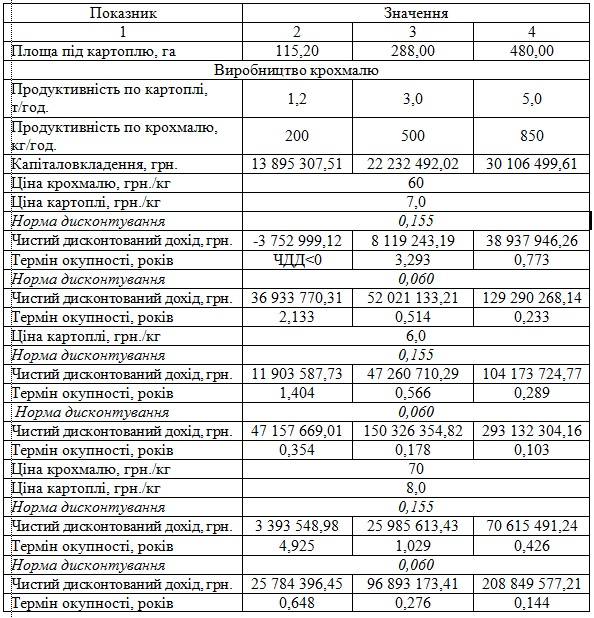 Показник Значення
1 2 3 4
Площа під картоплю, га 115,20 288,00 480,00
Виробництво крохмалю
Продуктивність по картоплі,
т/год. 1,2 3,0 5,0
Продуктивність по крохмалю,
кг/год. 200 500 850
Капіталовкладення, грн. 13 895 307,51 22 232 492,02 30 106 499,61
Ціна крохмалю, грн./кг 60
Ціна картоплі, грн./кг 7,0
Норма дисконтування 0,155
Чистий дисконтований дохід, грн. -3 752 999,12 8 119 243,19 38 937 946,26
Термін окупності, років ЧДД<0 3,293 0,773
Норма дисконтування 0,060
Чистий дисконтований дохід, грн. 36 933 770,31 52 021 133,21 129 290 268,14
Термін окупності, років 2,133 0,514 0,233
Ціна картоплі, грн./кг 6,0
Норма дисконтування 0,155
Чистий дисконтований дохід, грн. 11 903 587,73 47 260 710,29 104 173 724,77
Термін окупності, років 1,404 0,566 0,289
Норма дисконтування 0,060
Чистий дисконтований дохід, грн. 47 157 669,01 150 326 354,82 293 132 304,16
Термін окупності, років 0,354 0,178 0,103
Ціна крохмалю, грн./кг 70
Ціна картоплі, грн./кг 8,0
Норма дисконтування 0,155
Чистий дисконтований дохід, грн. 3 393 548,98 25 985 613,43 70 615 491,24
Термін окупності, років 4,925 1,029 0,426
Норма дисконтування 0,060
Чистий дисконтований дохід, грн. 25 784 396,45 96 893 173,41 208 849 577,21
Термін окупності, років 0,648 0,276 0,144